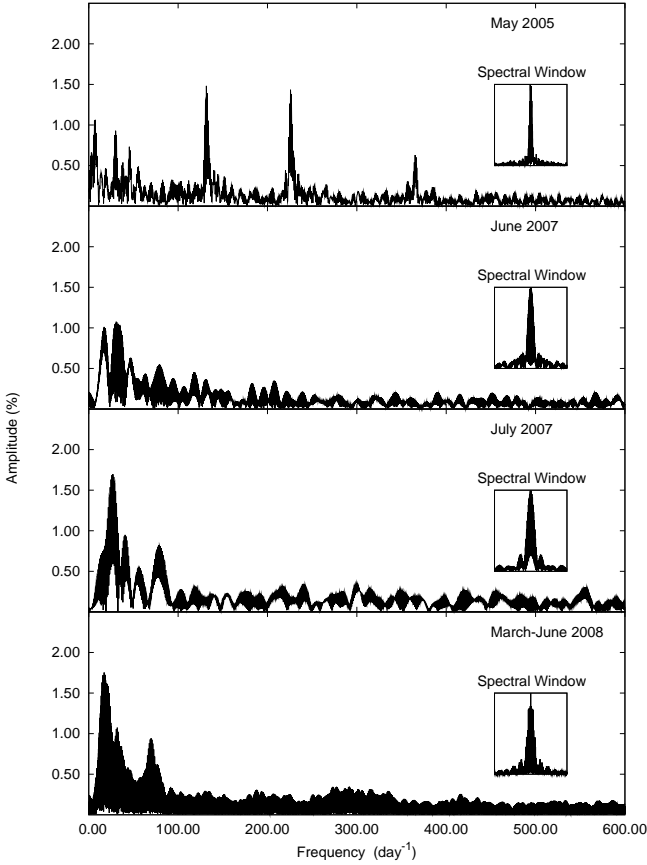 May 2005
2.00
Spectral Window
1.50
1.00
0.50
June 2007
2.00
Spectral Window
1.50
1.00
0.50
Amplitude (%)
July 2007
2.00
Spectral Window
1.50
1.00
0.50
March-June 2008
2.00
Spectral Window
1.50
1.00
0.50
0.00 100.00 200.00 300.00 400.00 500.00 600.00
Frequency (day⁻¹)